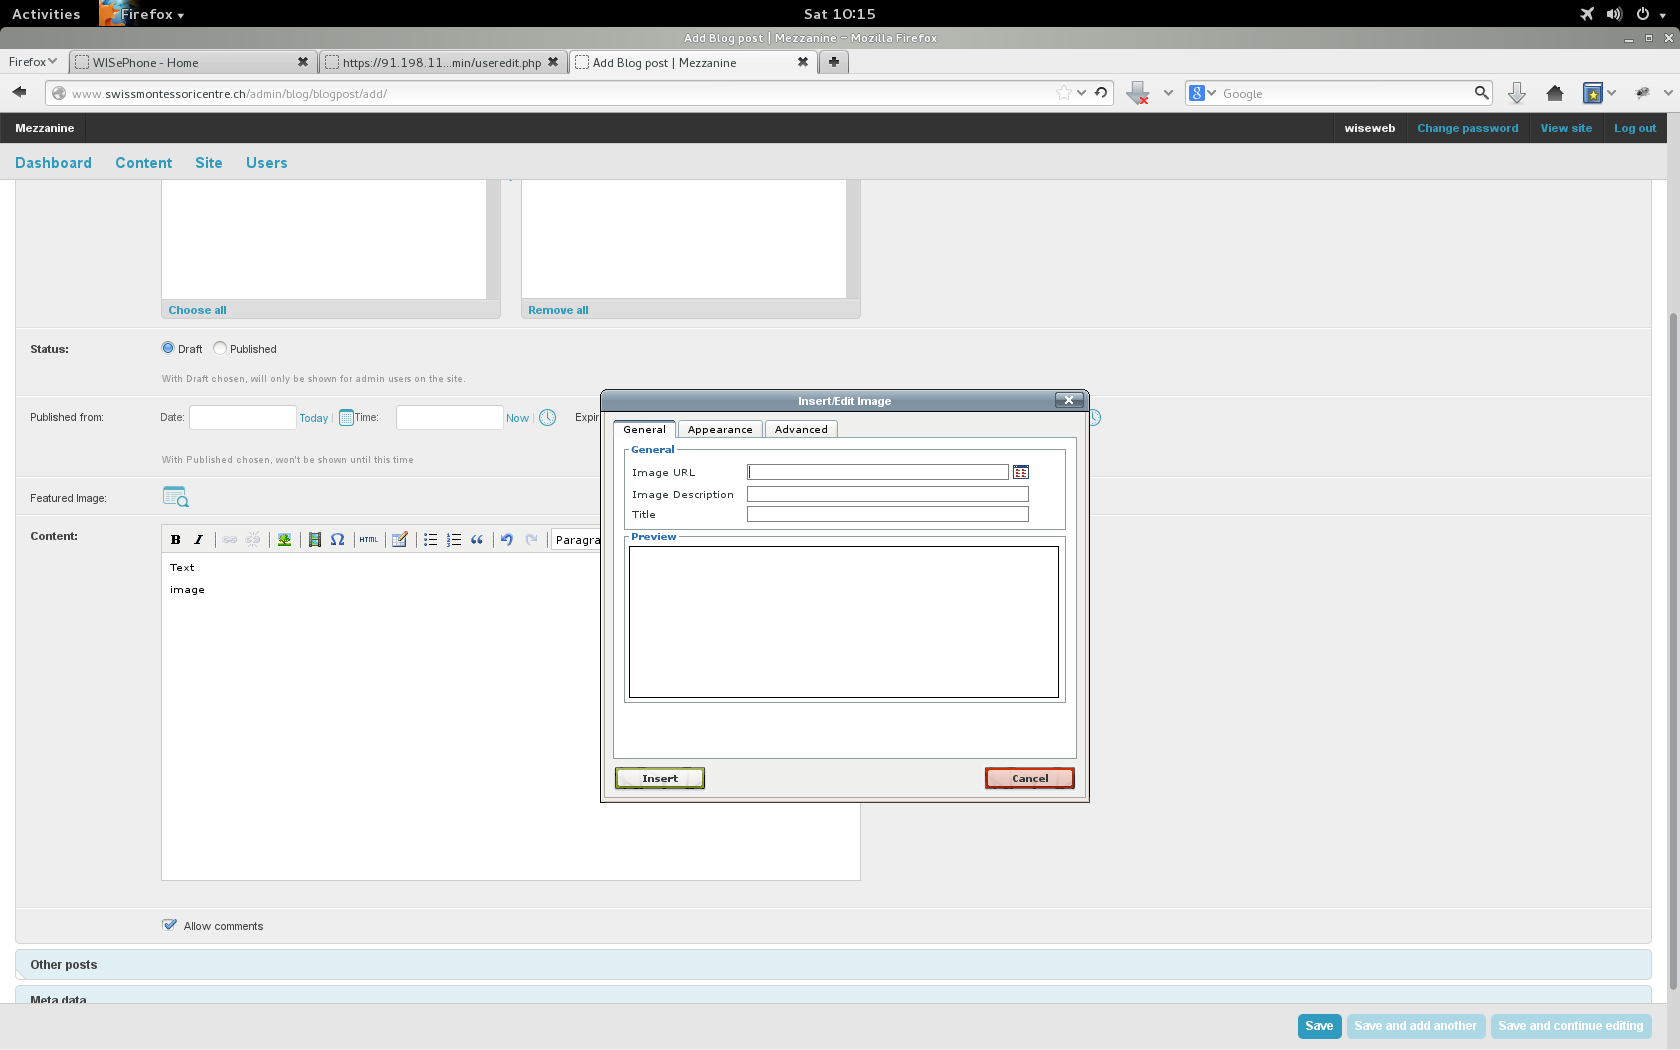 Activities Firefox Sat 10:15
Add Blog post | Mezzanine - Mozilla Firefox
Firefox WISePhone - Home https://91.198.11...min/useredit.php Add Blog post | Mezzanine
www.swissmontessoricentre.ch/admin/blog/blogpost/add/ 8 Google
Mezzanine wiseweb Change password View site Log out
Dashboard Content Site Users
Choose all Remove all
Status: Draft Published
With Draft chosen, will only be shown for admin users on the site.
Published from: Date: Today Time: Now Expir
With Published chosen, won't be shown until this time
Featured Image:
Content: B I HTML Paragra
Text
image
Insert/Edit Image
General Appearance Advanced
General
Image URL
Image Description
Title
Preview
Insert Cancel
Allow comments
Other posts
Meta data
Save Save and add another Save and continue editing